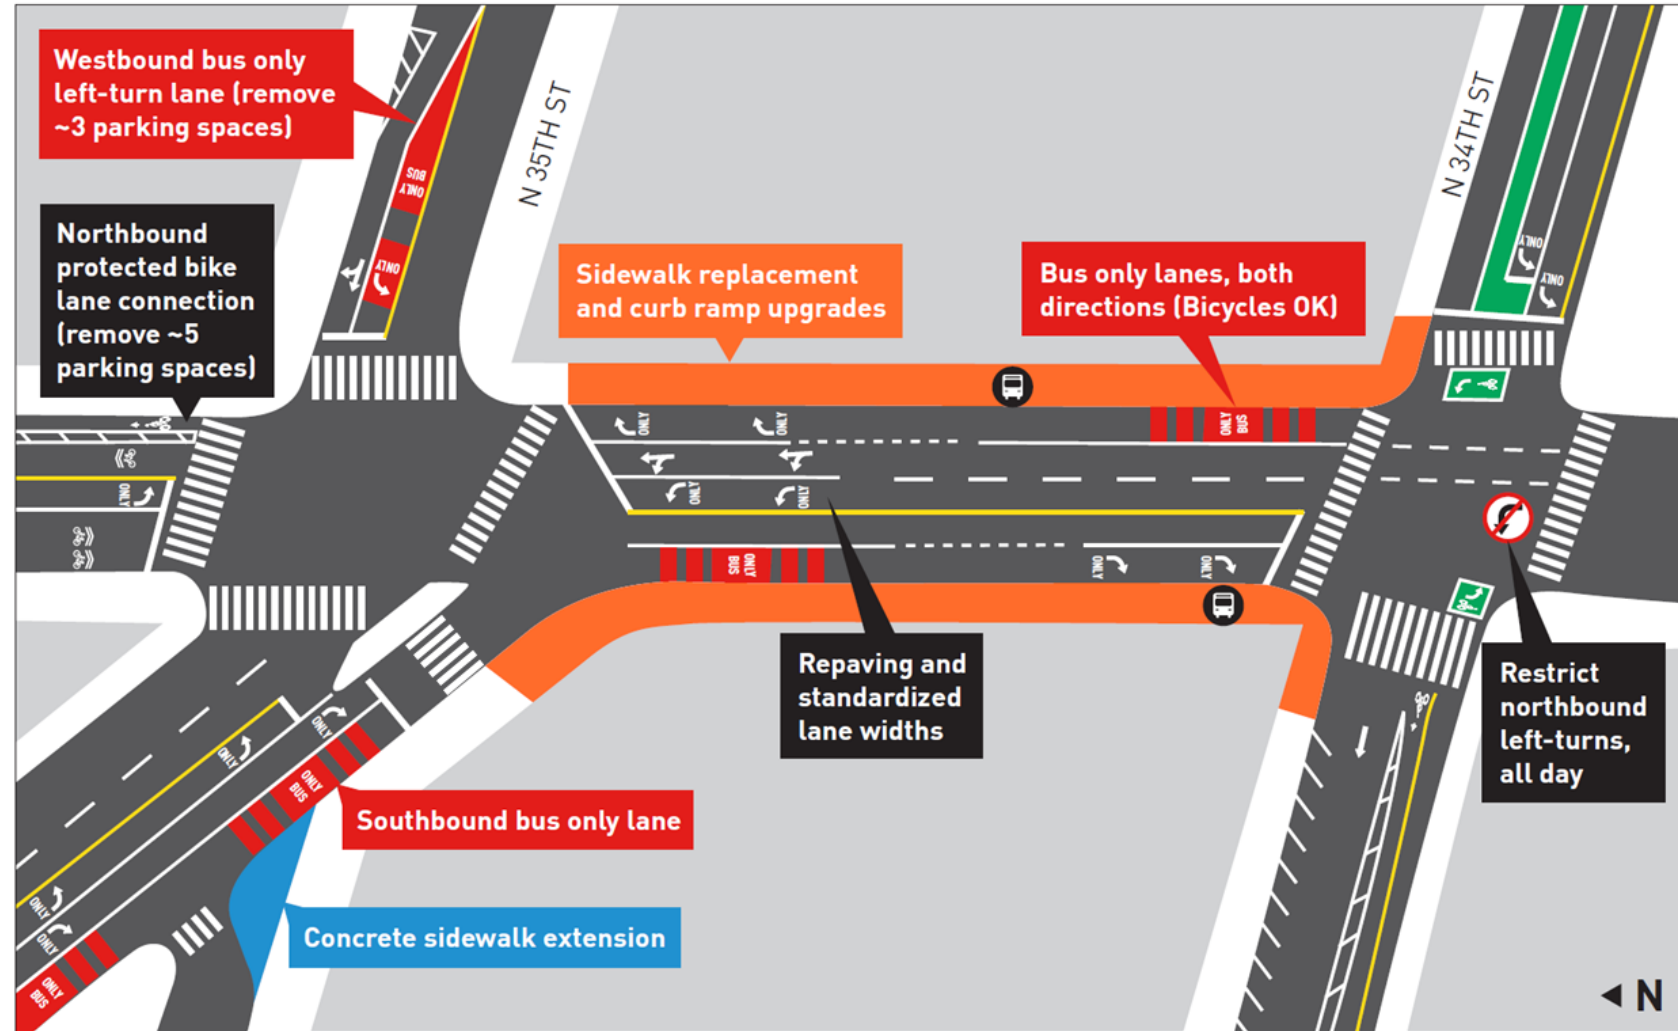 Westbound bus only
left-turn lane (remove
~3 parking spaces)
N 35TH ST
N 34TH ST
Northbound
protected bike
lane connection
(remove ~5
parking spaces)
Sidewalk replacement
and curb ramp upgrades
Bus only lanes, both
directions (Bicycles OK)
ONLY
BUS
ONLY
ONLY
ONLY
ONLY
ONLY
ONLY
BUS
ONLY
ONLY
ONLY
ONLY
BUS
ONLY
ONLY
Repaving and
standardized
lane widths
Restrict
northbound
left-turns,
all day
ONLY
ONLY
ONLY
BUS
Southbound bus only lane
ONLY
ONLY
ONLY
BUS
Concrete sidewalk extension
N